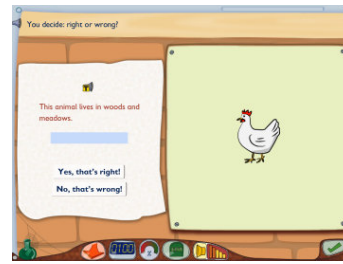 You decide: right or wrong?
This animal lives in woods and
meadows.
Yes, that's right!
No, that's wrong!